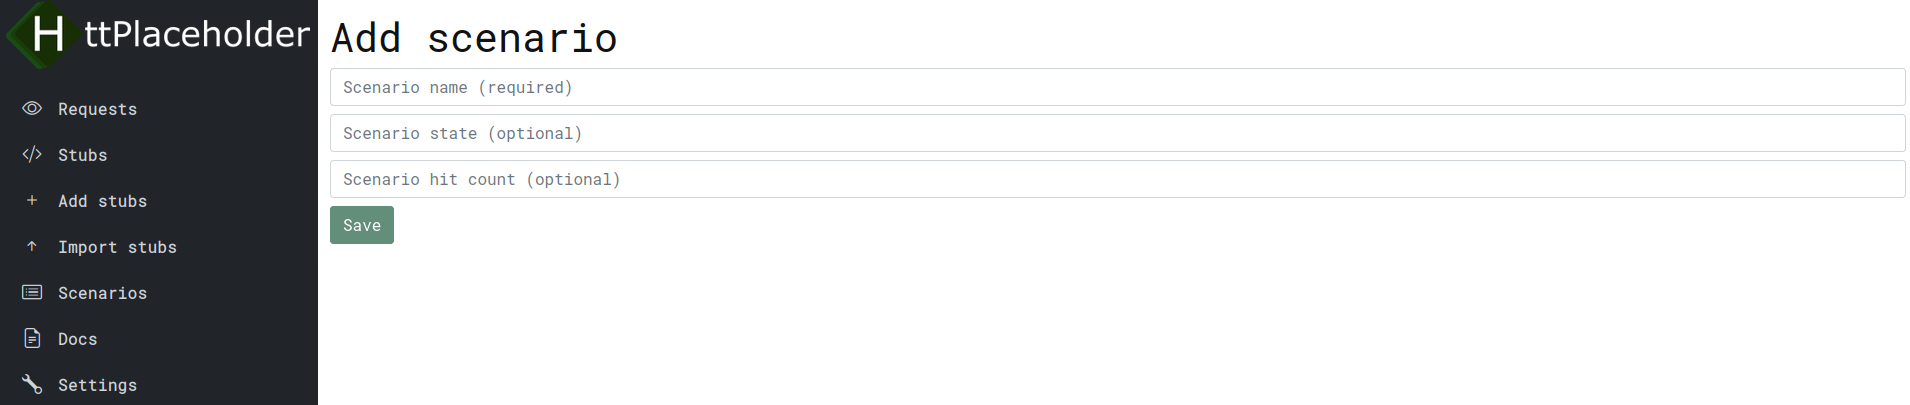 HttPlaceholder
Requests
Stubs
Add stubs
Import stubs
Scenarios
Docs
Settings
Add scenario
Scenario name (required)
Scenario state (optional)
Scenario hit count (optional)
Save